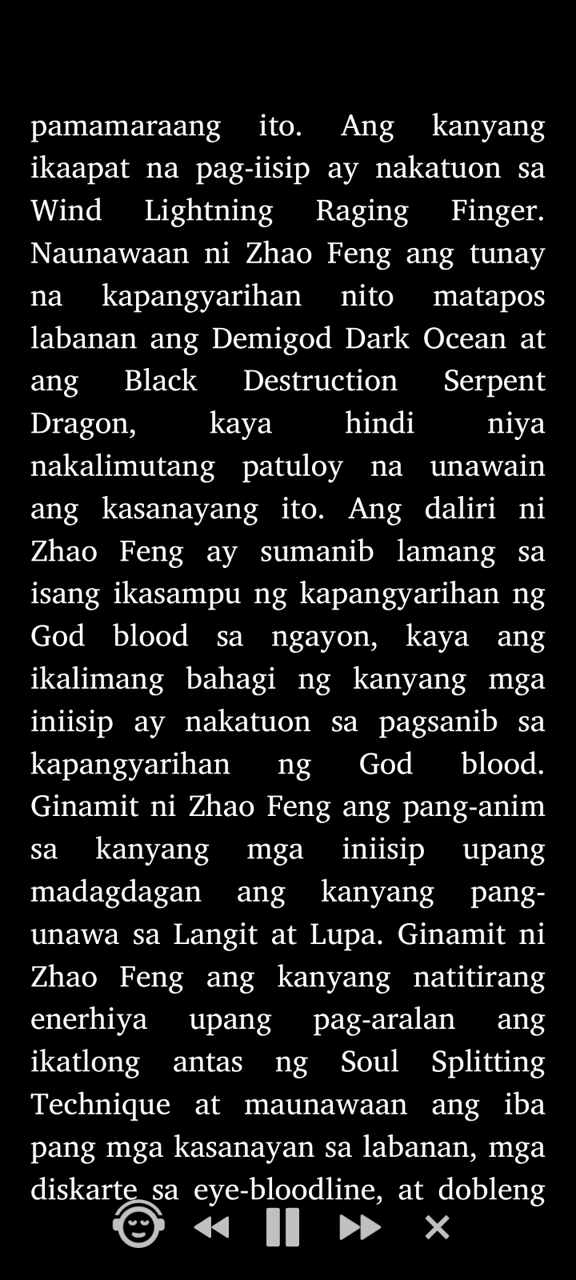 pamamaraang ito. Ang kanyang
ikaapat na pag-iisip ay nakatuon sa
Wind Lightning Raging Finger.
Naunawaan ni Zhao Feng ang tunay
na kapangyarihan nito matapos
labanan ang Demigod Dark Ocean at
ang Black Destruction Serpent
Dragon, kaya hindi niya
nakalimutang patuloy na unawain
ang kasanayang ito. Ang daliri ni
Zhao Feng ay sumanib lamang sa
isang ikasampu ng kapangyarihan ng
God blood sa ngayon, kaya ang
ikalimang bahagi ng kanyang mga
iniisip ay nakatuon sa pagsanib sa
kapangyarihan ng God blood.
Ginamit ni Zhao Feng ang pang-anim
sa kanyang mga iniisip upang
madagdagan ang kanyang pang-
unawa sa Langit at Lupa. Ginamit ni
Zhao Feng ang kanyang natitirang
enerhiya upang pag-aralan ang
ikatlong antas ng Soul Splitting
Technique at maunawaan ang iba
pang mga kasanayan sa labanan, mga
diskarte sa eye-bloodline, at dobleng